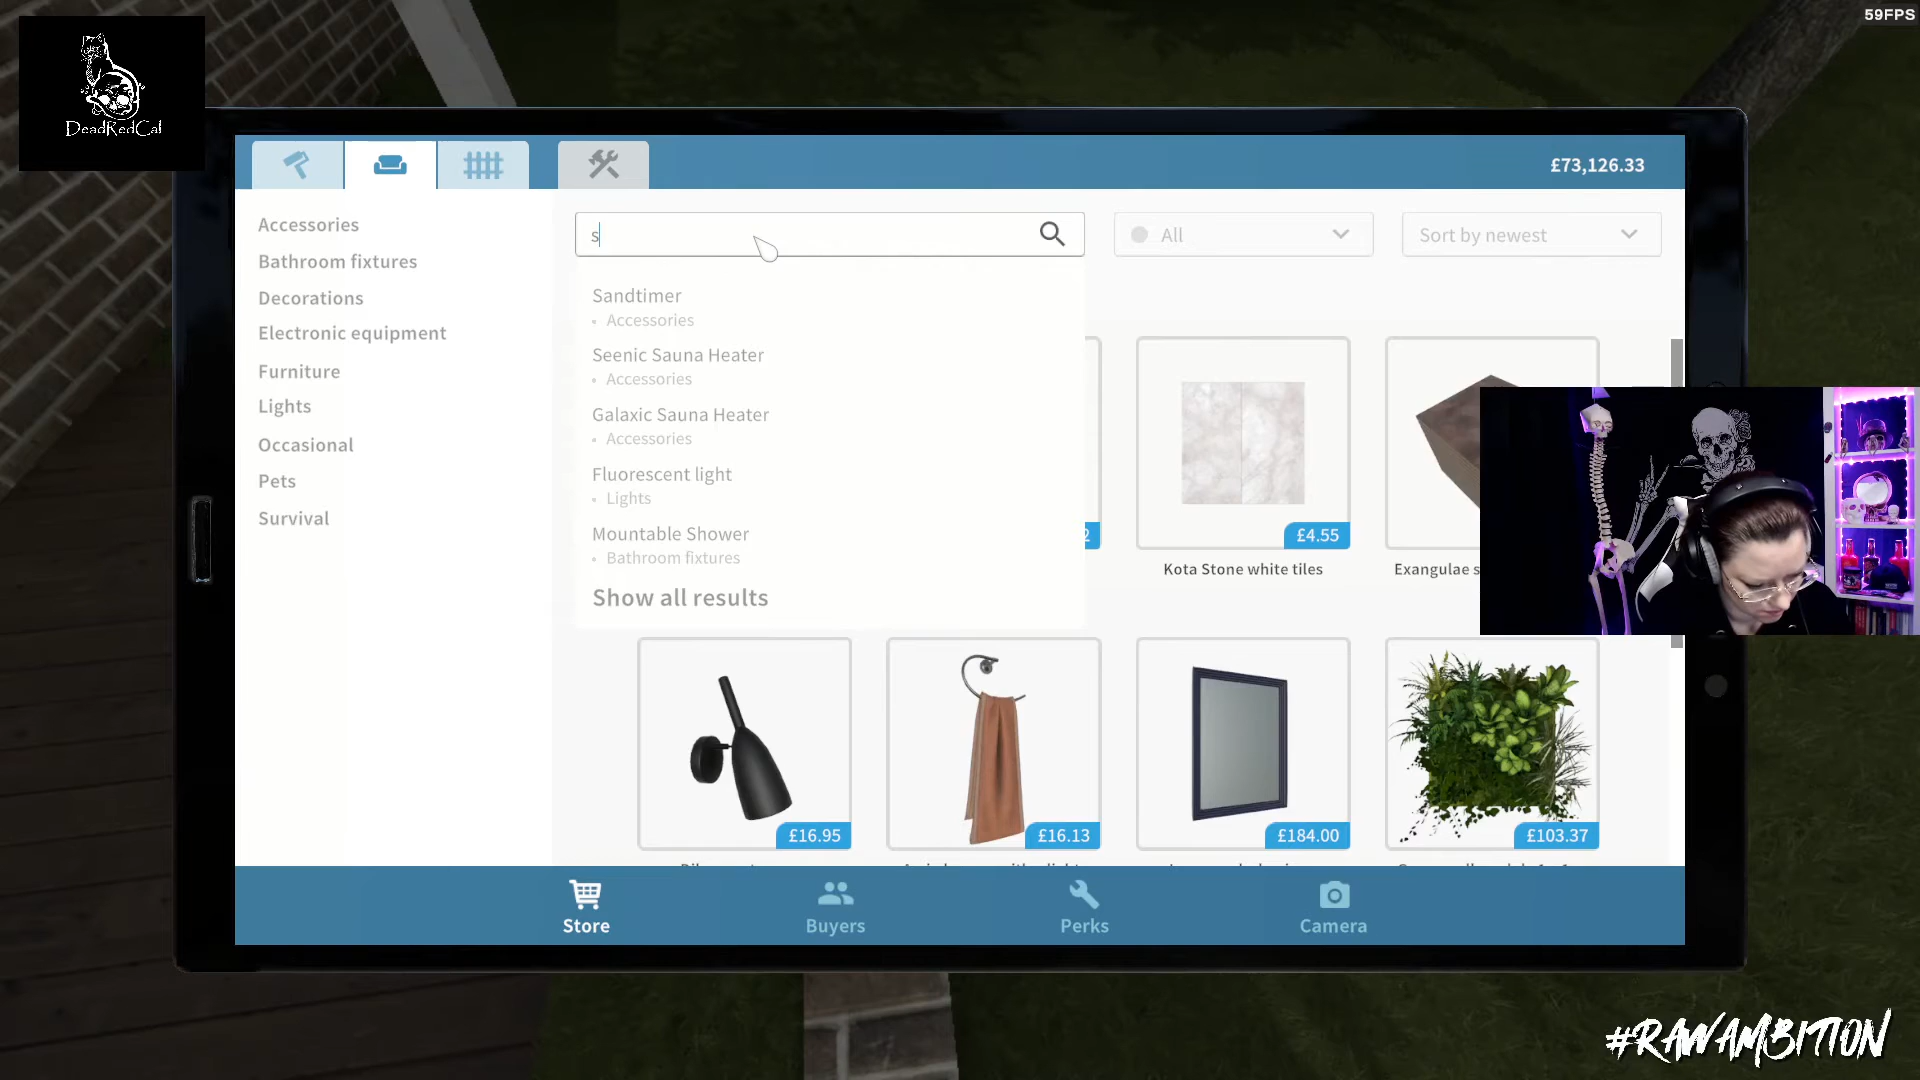 59FPS
DeadRedCal
£73,126.33
Accessories
Bathroom fixtures
Decorations
Electronic equipment
Furniture
Lights
Occasional
Pets
Survival
s
All
Sort by newest
Sandtimer
Accessories
Seenic Sauna Heater
Accessories
Galaxic Sauna Heater
Accessories
Fluorescent light
Lights
Mountable Shower
Bathroom fixtures
Show all results
2
£4.55
Kota Stone white tiles
Exangulae s
£16.95
£16.13
£184.00
£103.37
Store
Buyers
Perks
Camera
#RAWAMBITION